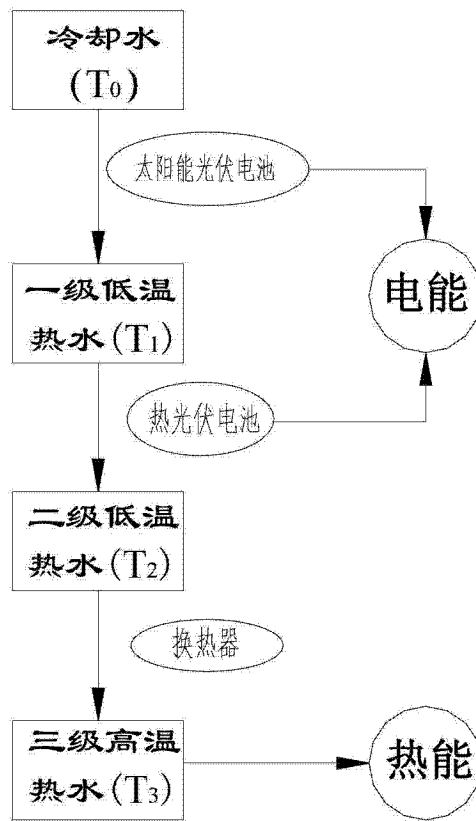 冷却水
(T₀)
太阳能光伏电池
一级低温
热水(T₁)
电能
热光伏电池
二级低温
热水(T₂)
换热器
三级高温
热水(T₃)
热能